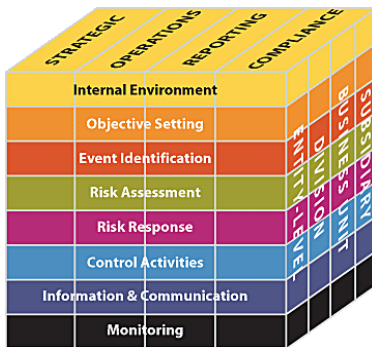 STRATEGIC
OPERATIONS
REPORTING
COMPLIANCE
Internal Environment
Objective Setting
Event Identification
Risk Assessment
Risk Response
Control Activities
Information & Communication
Monitoring
ENTITY-LEVEL
DIVISION
BUSINESS UNIT
SUBSIDIARY